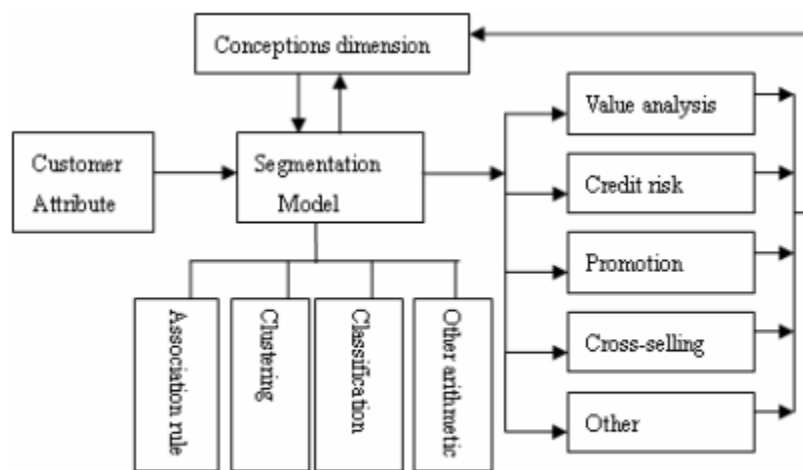 Conceptions dimension
Customer
Attribute
Segmentation
Model
Association rule
Clustering
Classification
Other arithmetic
Value analysis
Credit risk
Promotion
Cross-selling
Other